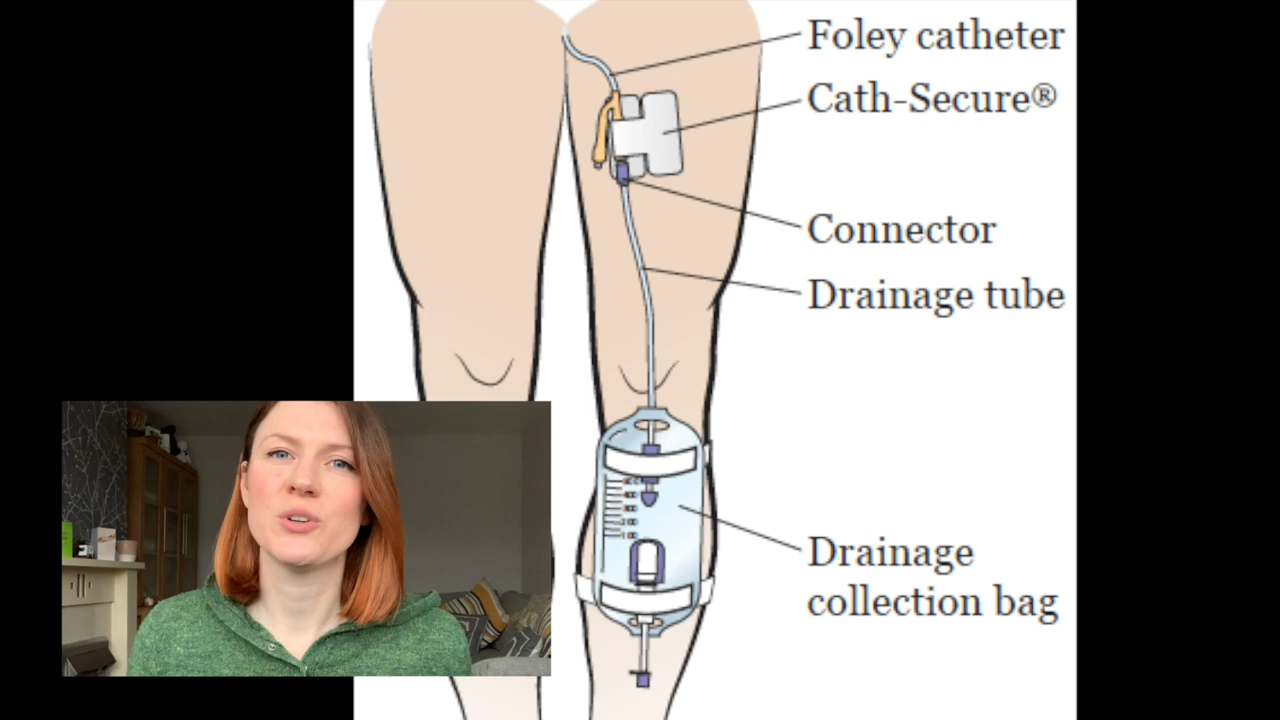 Foley catheter
Cath-Secure®
Connector
Drainage tube
Drainage
collection bag